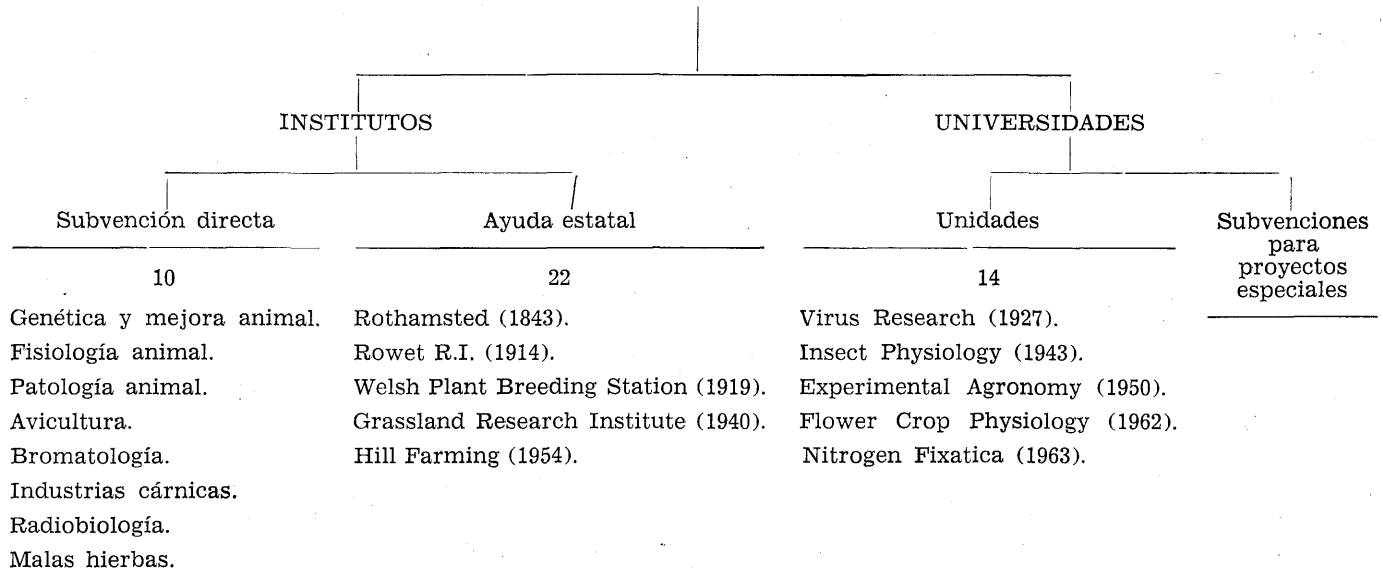 INSTITUTOS
UNIVERSIDADES
Subvención directa
Ayuda estatal
Unidades
Subvenciones
para
proyectos
especiales
10
22
14
Genética y mejora animal.
Fisiología animal.
Patología animal.
Avicultura.
Bromatología.
Industrias cárnicas.
Radiobiología.
Malas hierbas.
Rothamsted (1843).
Rowet R.I. (1914).
Welsh Plant Breeding Station (1919).
Grassland Research Institute (1940).
Hill Farming (1954).
Virus Research (1927).
Insect Physiology (1943).
Experimental Agronomy (1950).
Flower Crop Physiology (1962).
Nitrogen Fixatica (1963).